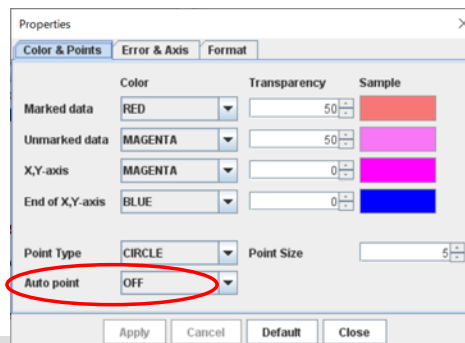 Properties
Color & Points Error & Axis Format
Color Transparency Sample
Marked data RED 50
Unmarked data MAGENTA 50
X,Y-axis MAGENTA 0
End of X,Y-axis BLUE 0
Point Type CIRCLE Point Size 5
Auto point OFF
Apply Cancel Default Close